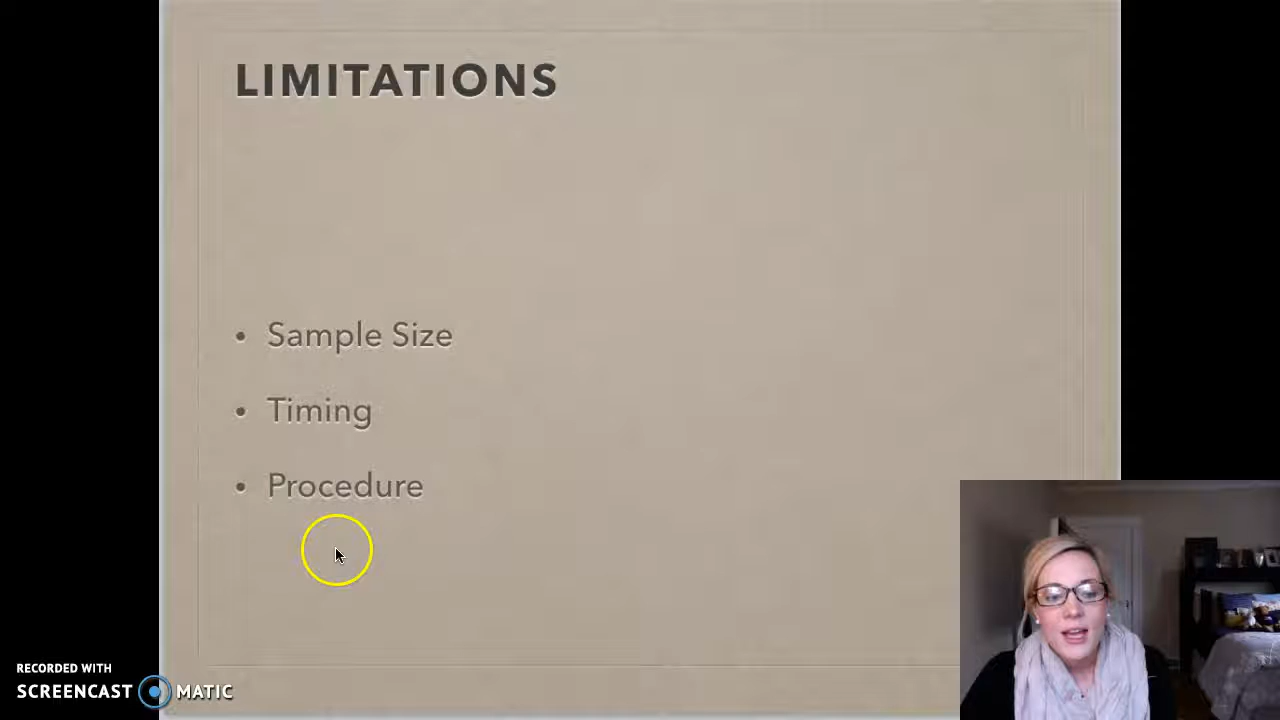 LIMITATIONS
• Sample Size
• Timing
• Procedure
RECORDED WITH
SCREENCAST MATIC